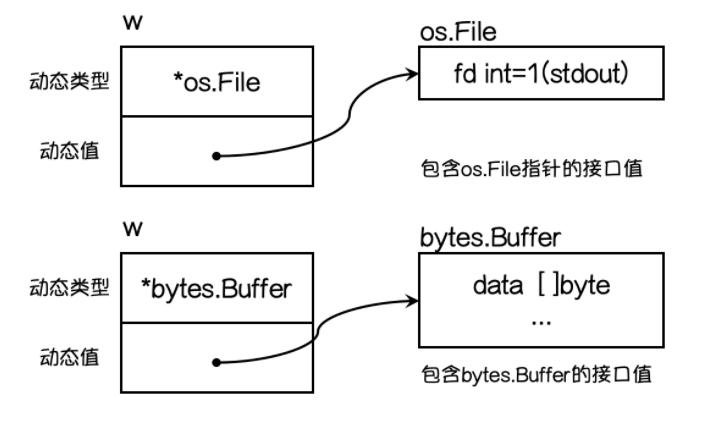 w
os.File
动态类型
*os.File
fd int=1(stdout)
动态值
包含os.File指针的接口值
w
bytes.Buffer
动态类型
*bytes.Buffer
data []byte
...
动态值
包含bytes.Buffer的接口值